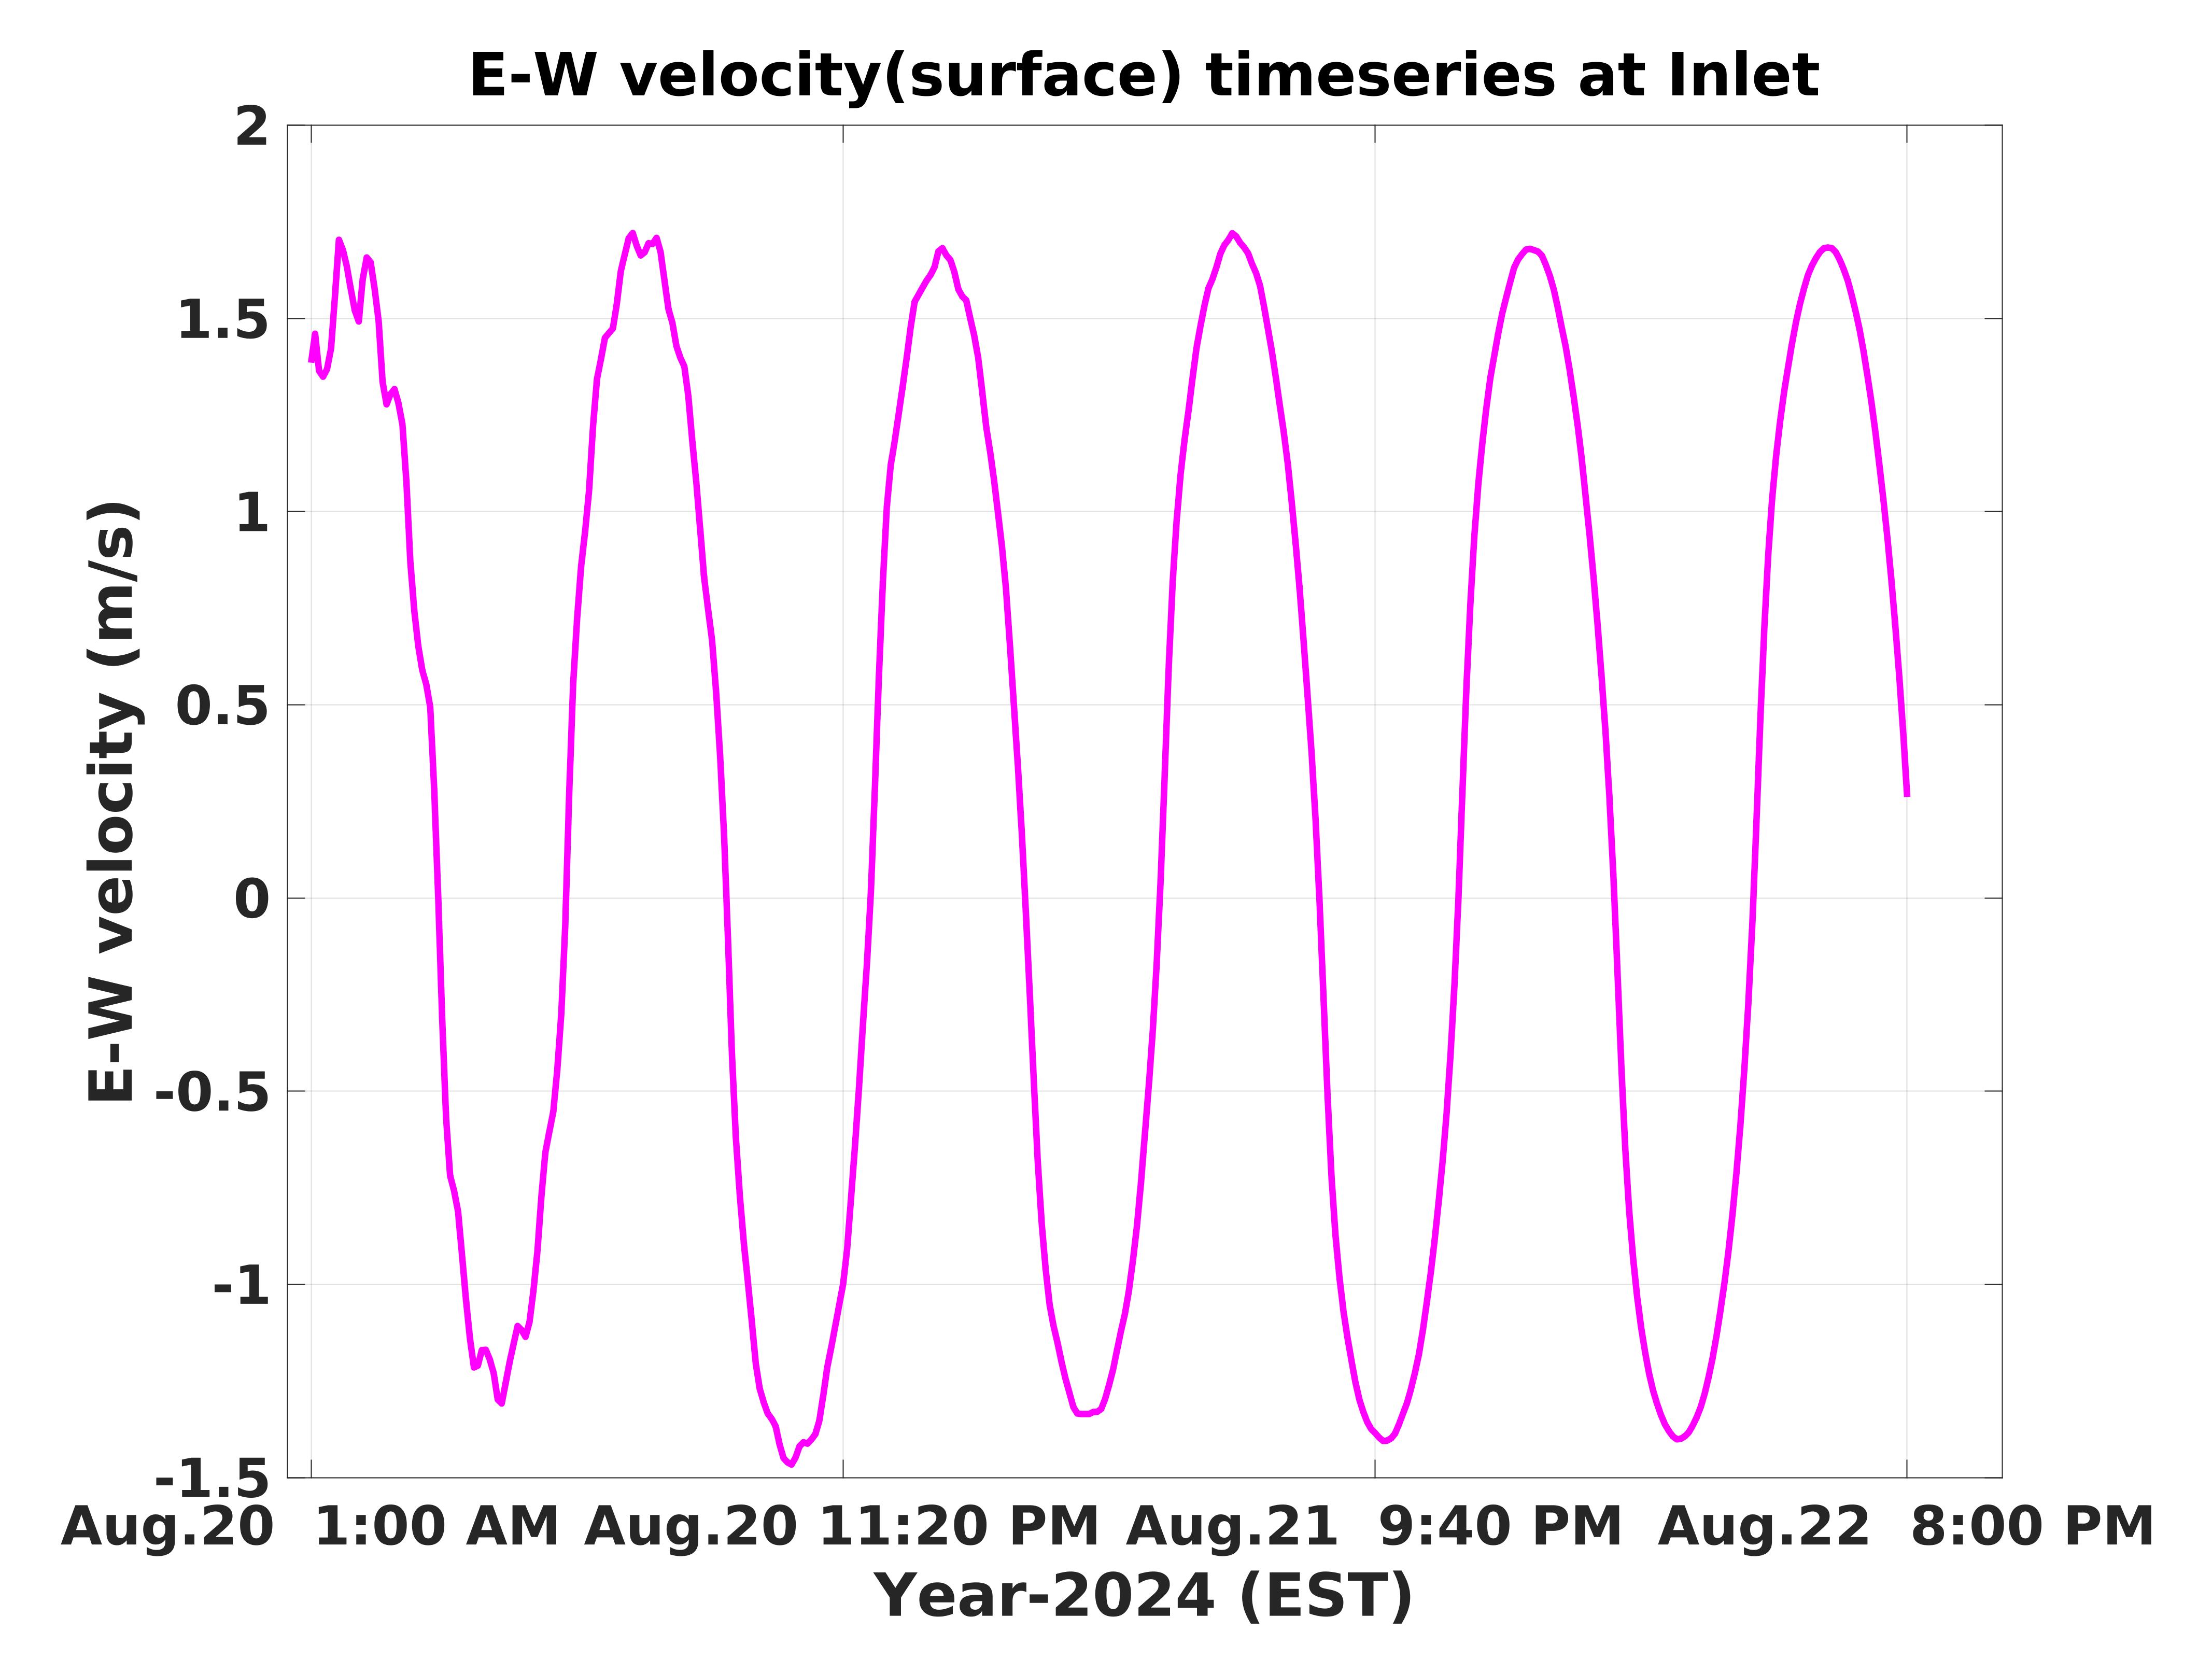 E-W velocity(surface) timeseries at Inlet
E-W velocity (m/s)
2
1.5
1
0.5
0
-0.5
-1
-1.5
Aug.20 1:00 AM Aug.20 11:20 PM Aug.21 9:40 PM Aug.22 8:00 PM
Year-2024 (EST)